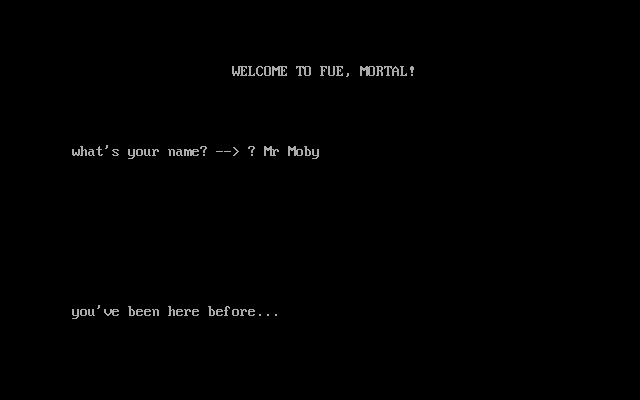 WELCOME TO FUE, MORTAL!
what's your name? --> ? Mr Moby
you've been here before...